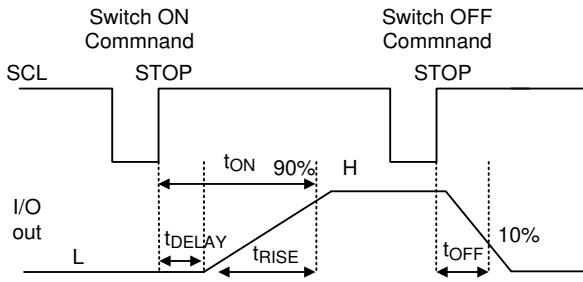 Switch ON
Commnand
Switch OFF
Commnand
SCL
STOP
STOP
tON
90%
H
I/O
out
L
tDELAY
tRISE
tOFF
10%